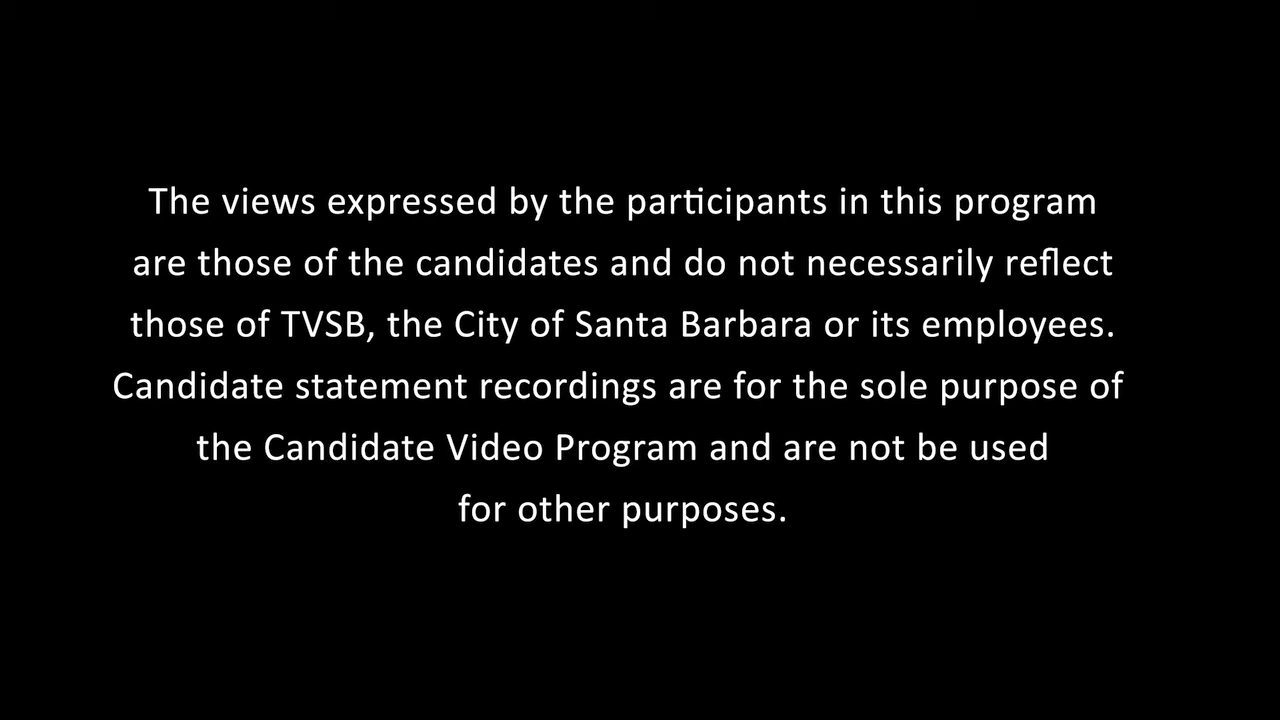 The views expressed by the participants in this program
are those of the candidates and do not necessarily reflect
those of TVSB, the City of Santa Barbara or its employees.
Candidate statement recordings are for the sole purpose of
the Candidate Video Program and are not be used
for other purposes.